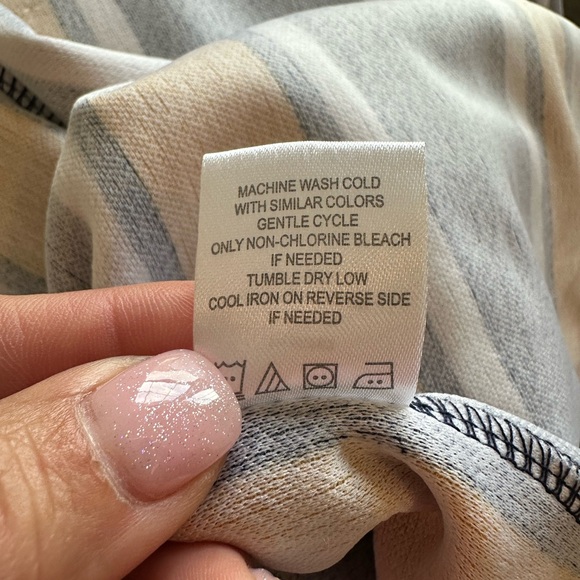 MACHINE WASH COLD
WITH SIMILAR COLORS
GENTLE CYCLE
ONLY NON-CHLORINE BLEACH
IF NEEDED
TUMBLE DRY LOW
COOL IRON ON REVERSE SIDE
IF NEEDED